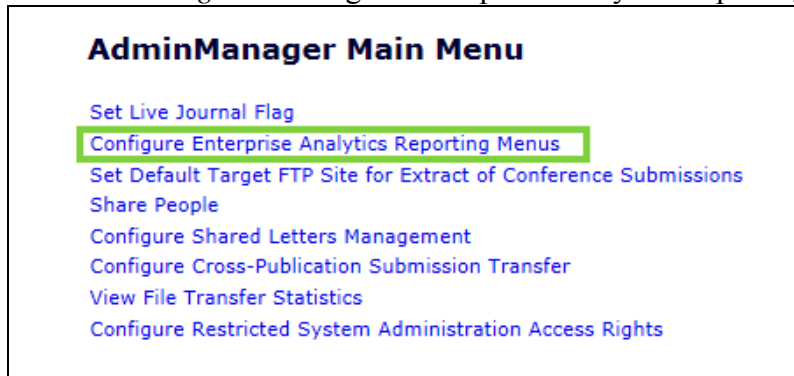 AdminManager Main Menu
Set Live Journal Flag
Configure Enterprise Analytics Reporting Menus
Set Default Target FTP Site for Extract of Conference Submissions
Share People
Configure Shared Letters Management
Configure Cross-Publication Submission Transfer
View File Transfer Statistics
Configure Restricted System Administration Access Rights